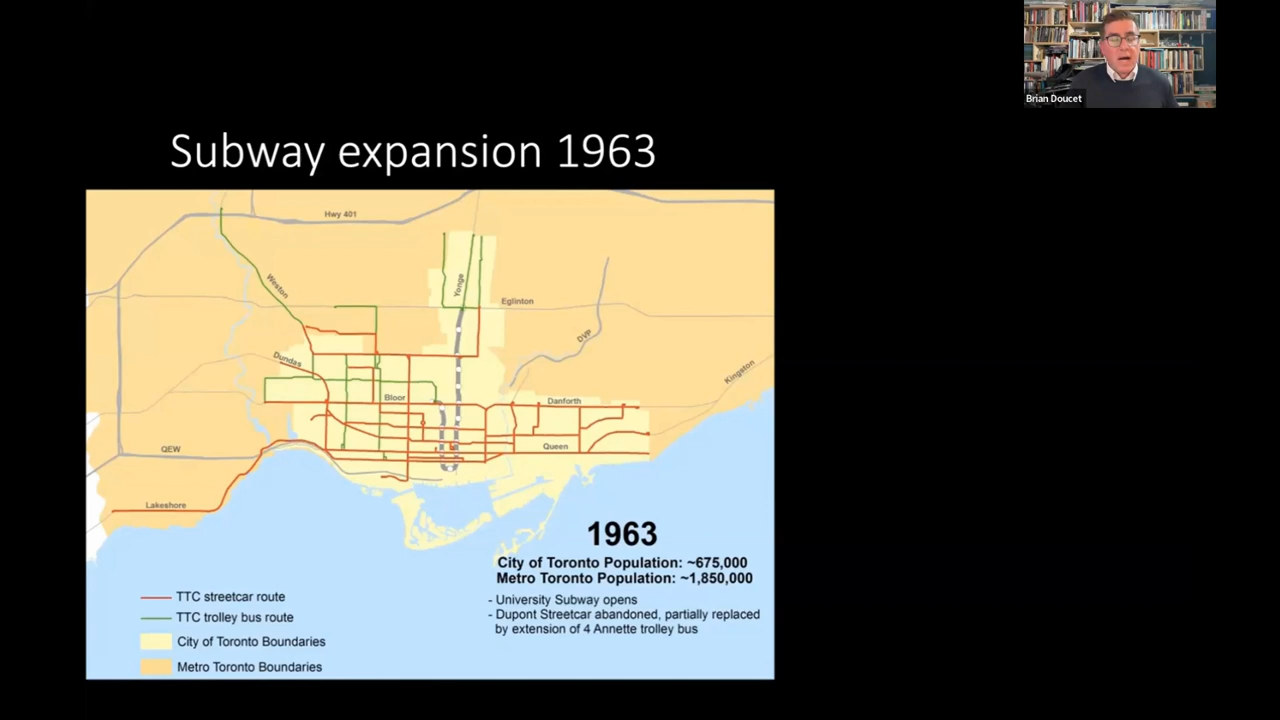 Brian Doucet
Subway expansion 1963
Hwy 401
Weston
Yonge
Eglinton
DVP
Dundas
Kingston
Bloor
Danforth
QEW
Queen
Lakeshore
1963
City of Toronto Population: ~675,000
Metro Toronto Population: ~1,850,000
- University Subway opens
- Dupont Streetcar abandoned, partially replaced
by extension of 4 Annette trolley bus
TTC streetcar route
TTC trolley bus route
City of Toronto Boundaries
Metro Toronto Boundaries